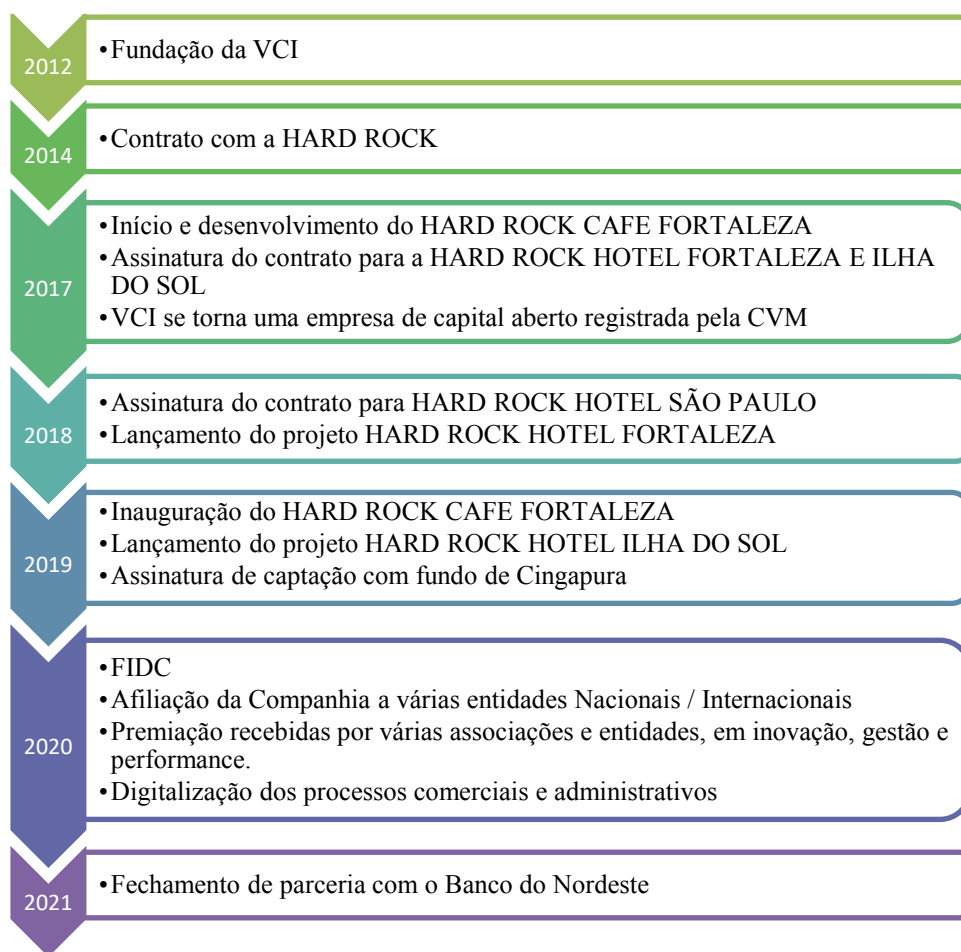 2012
•Fundação da VCI
2014
•Contrato com a HARD ROCK
2017
•Início e desenvolvimento do HARD ROCK CAFE FORTALEZA
•Assinatura do contrato para a HARD ROCK HOTEL FORTALEZA E ILHA
DO SOL
•VCI se torna uma empresa de capital aberto registrada pela CVM
2018
•Assinatura do contrato para HARD ROCK HOTEL SÃO PAULO
•Lançamento do projeto HARD ROCK HOTEL FORTALEZA
2019
•Inauguração do HARD ROCK CAFE FORTALEZA
•Lançamento do projeto HARD ROCK HOTEL ILHA DO SOL
•Assinatura de captação com fundo de Cingapura
2020
•FIDC
•Afiliação da Companhia a várias entidades Nacionais / Internacionais
•Premiação recebidas por várias associações e entidades, em inovação, gestão e
performance.
•Digitalização dos processos comerciais e administrativos
2021
•Fechamento de parceria com o Banco do Nordeste